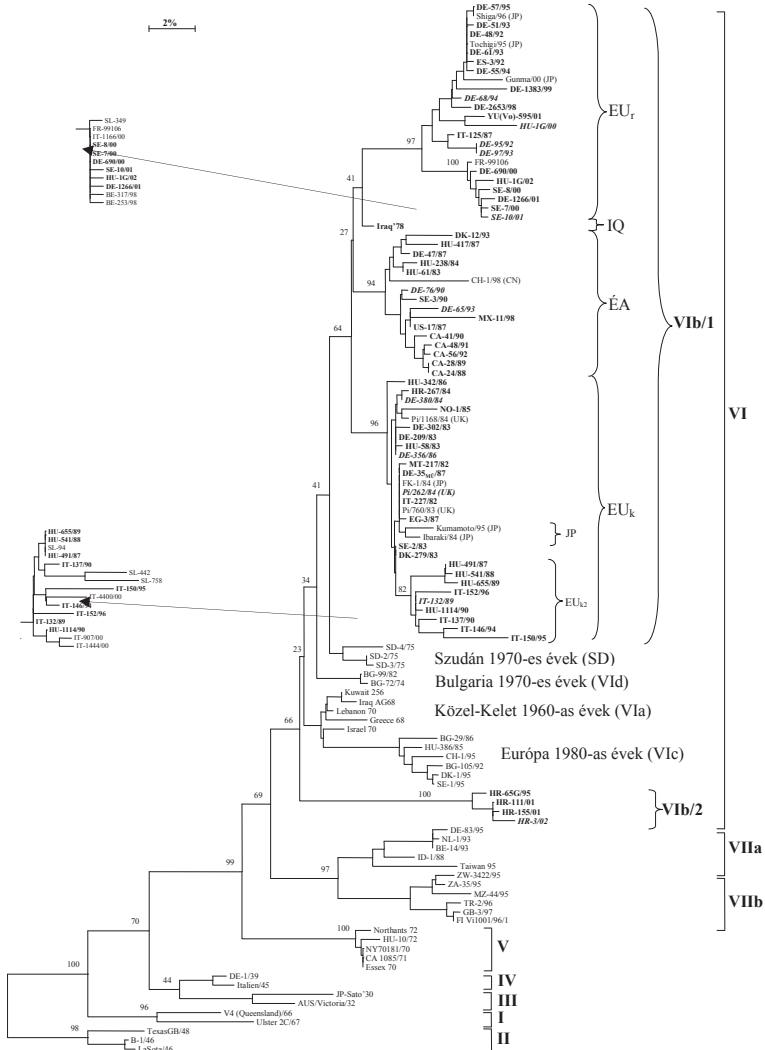 2%
DE-57/95
Shiga/96 (JP)
DE-51/93
DE-48/92
Tochigi/95 (JP)
DE-61/93
ES-3/92
DE-55/94
Gunma/00 (JP)
DE-1383/99
DE-68/94
DE-2653/98
YU(Vo)-595/01
HU-1G/00
IT-125/87
DE-95/92
DE-97/93
FR-99106
DE-690/00
HU-1G/02
SE-8/00
DE-1266/01
SE-7/00
SE-10/01
97
100
EUr
SL-349
FR-99106
IT-1166/00
SE-8/00
SE-7/00
DE-690/00
SE-10/01
HU-1G/02
DE-1266/01
BE-317/98
BE-253/98
41
Iraq'78
IQ
27
DK-12/93
HU-417/87
DE-47/87
HU-238/84
HU-61/83
CH-1/98 (CN)
94
DE-76/90
SE-3/90
DE-65/93
MX-11/98
US-17/87
CA-41/90
CA-48/91
CA-56/92
CA-28/89
CA-24/88
ÉA
VIb/1
64
HU-342/86
HR-267/84
DE-380/84
NO-1/85
Pi/1168/84 (UK)
96
DE-302/83
DE-209/83
HU-58/83
DE-356/86
MT-217/82
DE-35MÜ/87
FK-1/84 (JP)
Pi/262/84 (UK)
IT-227/82
Pi/760/83 (UK)
EG-3/87
Kumamoto/95 (JP)
Ibaraki/84 (JP)
JP
SE-2/83
DK-279/83
EUk
VI
41
HU-491/87
HU-541/88
HU-655/89
IT-152/96
82
IT-132/89
HU-1114/90
IT-137/90
IT-146/94
IT-150/95
EUk2
HU-655/89
HU-541/88
SL-94
HU-491/87
IT-137/90
SL-442
SL-758
IT-150/95
IT-4400/00
IT-146/94
IT-152/96
IT-132/89
HU-1114/90
IT-907/00
IT-1444/00
34
SD-4/75
SD-2/75
SD-3/75
Szudán 1970-es évek (SD)
23
BG-99/82
BG-72/74
Bulgaria 1970-es évek (VId)
Kuwait 256
Iraq AG68
Lebanon 70
Greece 68
Israel 70
Közel-Kelet 1960-as évek (VIa)
66
BG-29/86
HU-386/85
CH-1/95
BG-105/92
DK-1/95
SE-1/95
Európa 1980-as évek (VIc)
100
HR-65G/95
HR-111/01
HR-155/01
HR-3/02
VIb/2
69
DE-83/95
NL-1/93
BE-14/93
ID-1/88
Taiwan 95
VIIa
97
ZW-3422/95
ZA-35/95
MZ-44/95
TR-2/96
GB-3/97
FI Vi1001/96/1
VIIb
99
100
Northants 72
HU-10/72
NY70181/70
CA 1085/71
Essex 70
V
70
DE-1/39
Italien/45
IV
44
JP-Sato'30
AUS/Victoria/32
III
100
96
V4 (Queensland)/66
Ulster 2C/67
I
98
TexasGB/48
B-1/46
LaSota/46
II